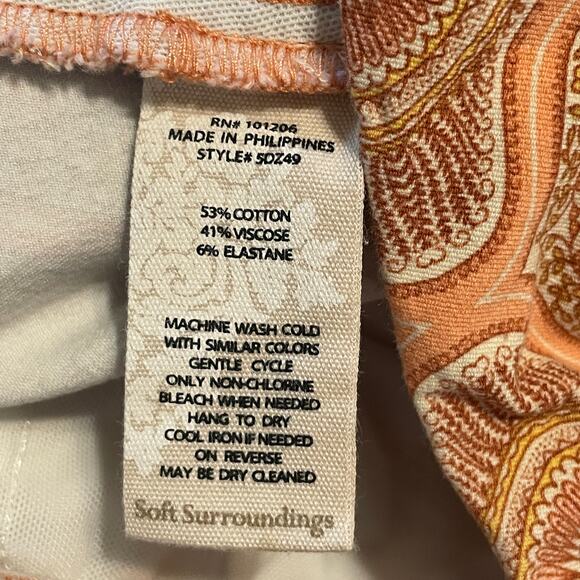 RN# 101206
MADE IN PHILIPPINES
STYLE# 5DZ49
53% COTTON
41% VISCOSE
6% ELASTANE
MACHINE WASH COLD
WITH SIMILAR COLORS
GENTLE CYCLE
ONLY NON-CHLORINE
BLEACH WHEN NEEDED
HANG TO DRY
COOL IRON IF NEEDED
ON REVERSE
MAY BE DRY CLEANED
Soft Surroundings